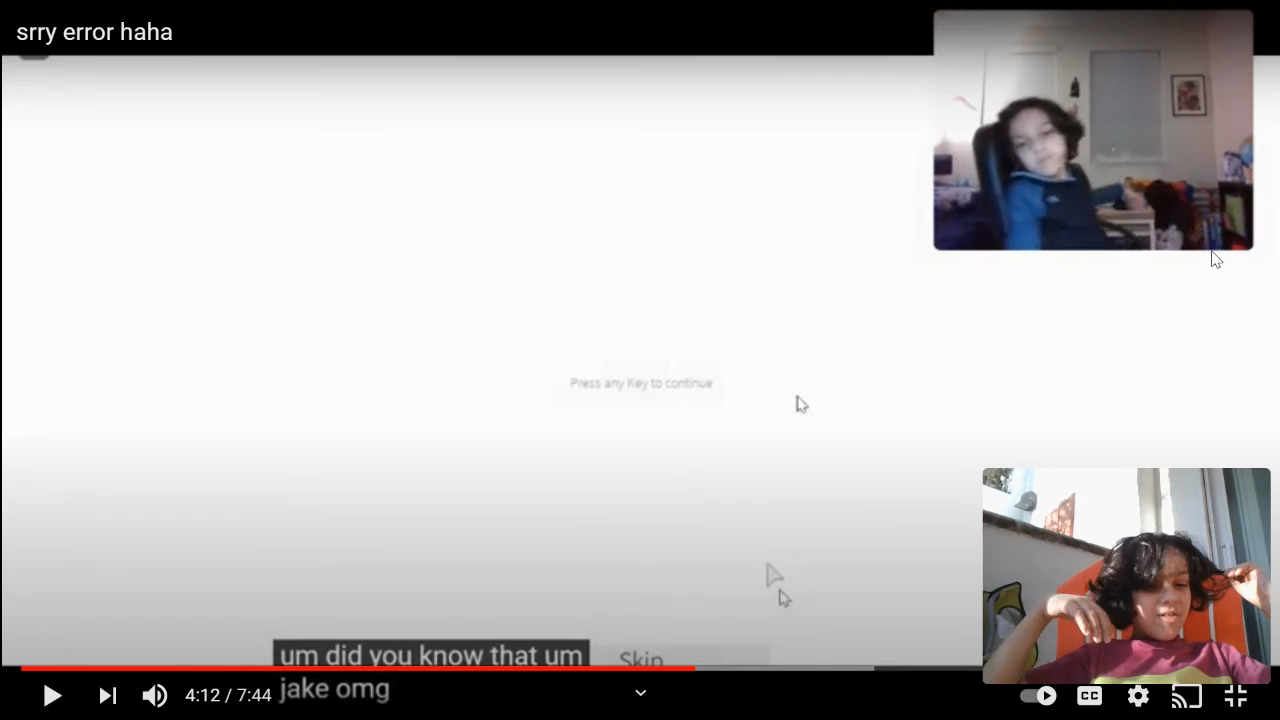 srry error haha
Press any Key to continue
um did you know that um
Skip
jake omg
4:12 / 7:44
CC